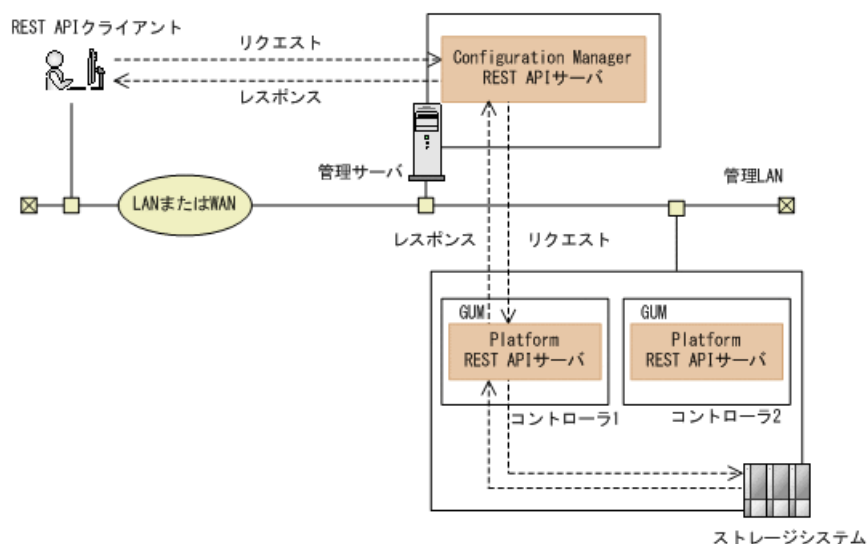 REST APIクライアント
リクエスト
レスポンス
Configuration Manager
REST APIサーバ
管理サーバ
管理LAN
LANまたはWAN
レスポンス
リクエスト
GUM
Platform
REST APIサーバ
コントローラ1
GUM
Platform
REST APIサーバ
コントローラ2
ストレージシステム